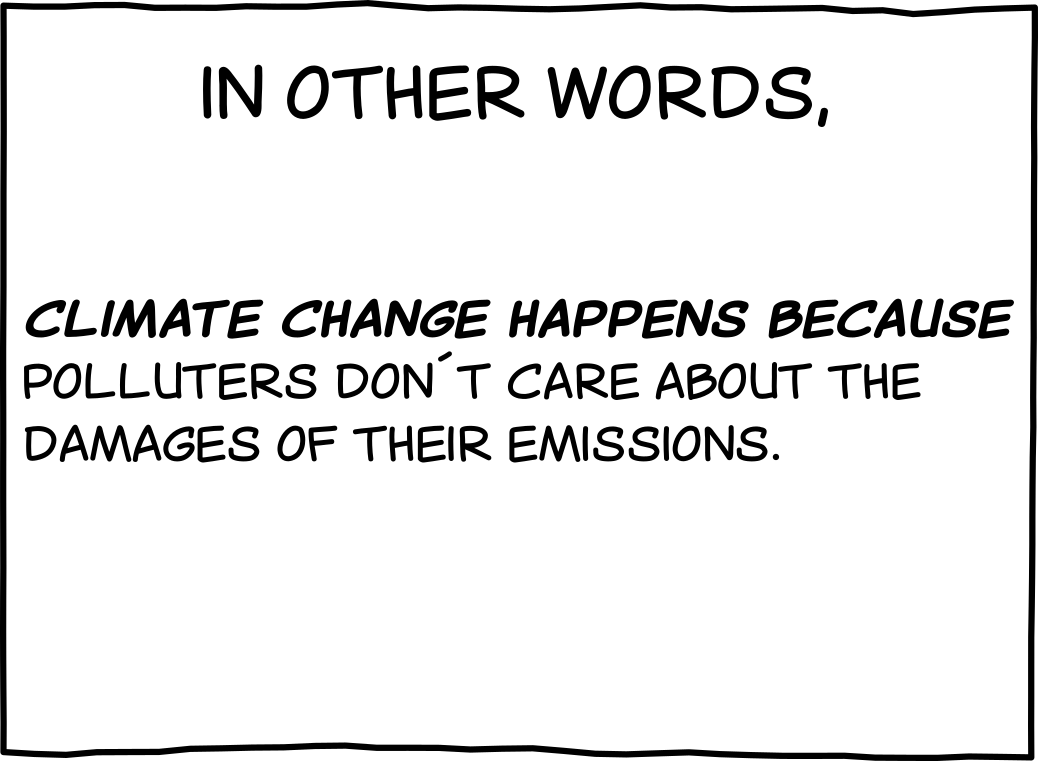 IN OTHER WORDS,
CLIMATE CHANGE HAPPENS BECAUSE
POLLUTERS DON´T CARE ABOUT THE
DAMAGES OF THEIR EMISSIONS.